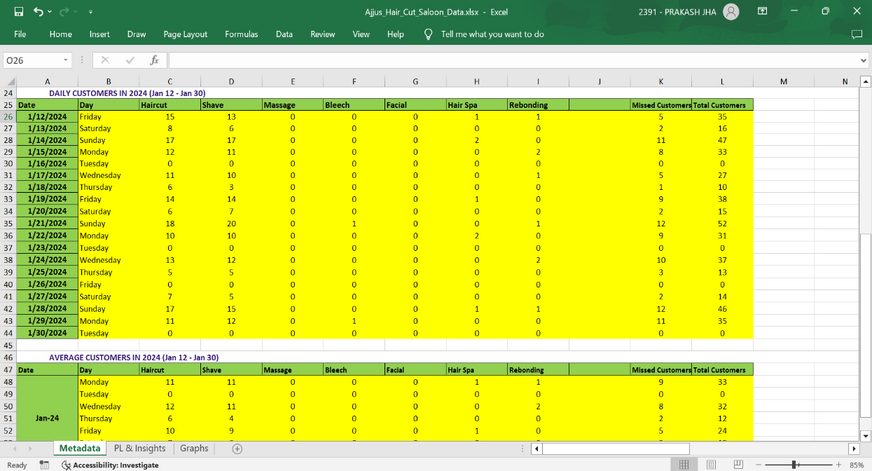 Ajjus_Hair_Cut_Saloon_Data.xlsx - Excel 2391 - PRAKASH JHA
File Home Insert Draw Page Layout Formulas Data Review View Help Tell me what you want to do
O26 fx
A B C D E F G H I J K L M N
24 DAILY CUSTOMERS IN 2024 (Jan 12 - Jan 30)
25 Date Day Haircut Shave Massage Bleech Facial Hair Spa Rebonding Missed Customers Total Customers
26 1/12/2024 Friday 15 13 0 0 0 1 1 5 35
27 1/13/2024 Saturday 8 6 0 0 0 0 0 2 16
28 1/14/2024 Sunday 17 17 0 0 0 2 0 11 47
29 1/15/2024 Monday 12 11 0 0 0 0 2 8 33
30 1/16/2024 Tuesday 0 0 0 0 0 0 0 0 0
31 1/17/2024 Wednesday 11 10 0 0 0 0 1 5 27
32 1/18/2024 Thursday 6 3 0 0 0 0 0 1 10
33 1/19/2024 Friday 14 14 0 0 0 1 0 9 38
34 1/20/2024 Saturday 6 7 0 0 0 0 0 2 15
35 1/21/2024 Sunday 18 20 0 1 0 0 1 12 52
36 1/22/2024 Monday 10 10 0 0 0 2 0 9 31
37 1/23/2024 Tuesday 0 0 0 0 0 0 0 0 0
38 1/24/2024 Wednesday 13 12 0 0 0 0 2 10 37
39 1/25/2024 Thursday 5 5 0 0 0 0 0 3 13
40 1/26/2024 Friday 0 0 0 0 0 0 0 0 0
41 1/27/2024 Saturday 7 5 0 0 0 0 0 2 14
42 1/28/2024 Sunday 17 15 0 0 0 1 1 12 46
43 1/29/2024 Monday 11 12 0 1 0 0 0 11 35
44 1/30/2024 Tuesday 0 0 0 0 0 0 0 0 0
45
46 AVERAGE CUSTOMERS IN 2024 (Jan 12 - Jan 30)
47 Date Day Haircut Shave Massage Bleech Facial Hair Spa Rebonding Missed Customers Total Customers
48 Monday 11 11 0 0 0 1 1 9 33
49 Tuesday 0 0 0 0 0 0 0 0 0
50 Wednesday 12 11 0 0 0 0 2 8 32
51 Jan-24 Thursday 6 4 0 0 0 0 0 2 12
52 Friday 10 9 0 0 0 1 0 5 24
Metadata PL & Insights Graphs
Ready Accessibility: Investigate 85%